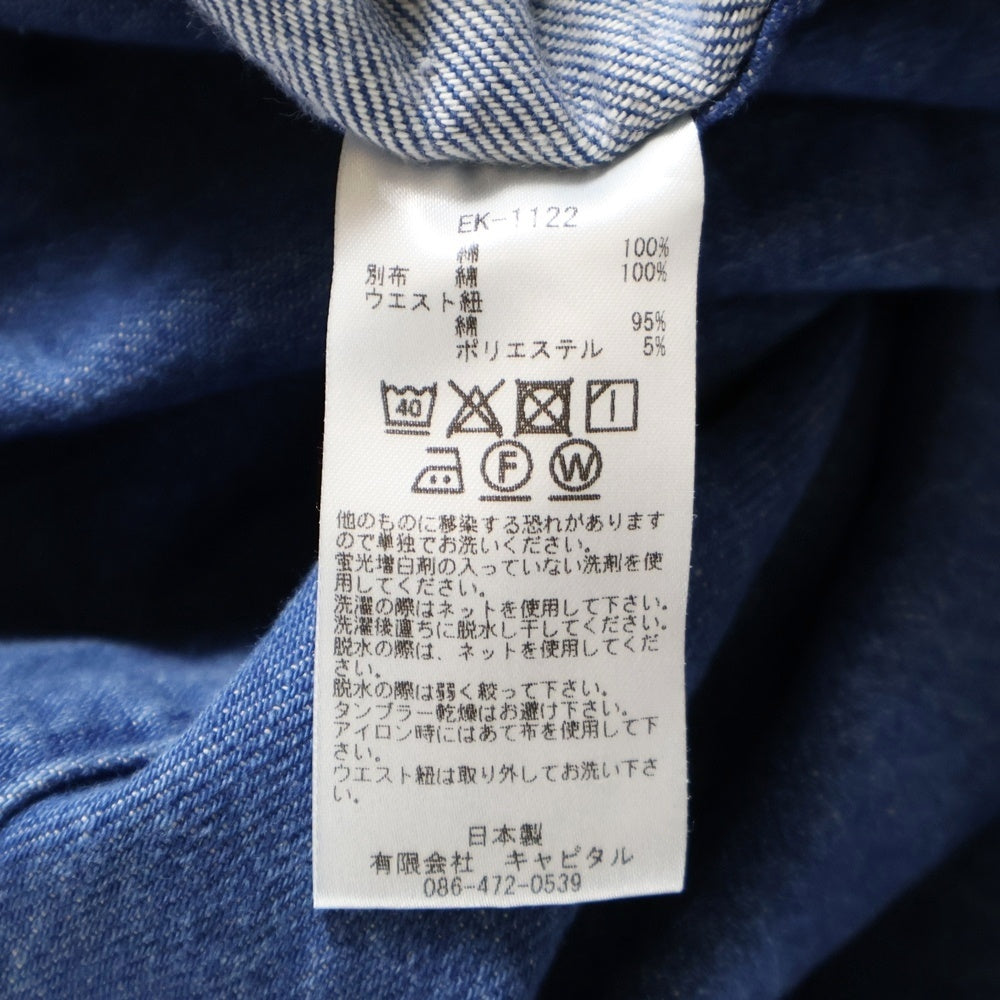 EK-1122
綿 100%
別布 綿 100%
ウエスト紐
綿 95%
ポリエステル 5%
40
F W
他のものに移染する恐れがあります
ので単独でお洗いください。
蛍光増白剤の入っていない洗剤を使
用してください。
洗濯の際はネットを使用して下さい。
洗濯後直ちに脱水し干してください。
脱水の際は、ネットを使用してくだ
さい。
脱水の際は弱く絞って下さい。
タンブラー乾燥はお避け下さい。
アイロン時にはあて布を使用して下
さい。
ウエスト紐は取り外してお洗い下さ
い。
日本製
有限会社 キャピタル
086-472-0539